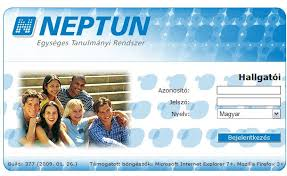 NEPTUN
Egységes Tanulmányi Rendszer
Hallgatói
Azonosító:
Jelszó:
Nyelv: Magyar
Bejelentkezés
Build: 377 (2009. 01. 26.) Támogatott böngészők: Microsoft Internet Explorer 7+, Mozilla Firefox 3+